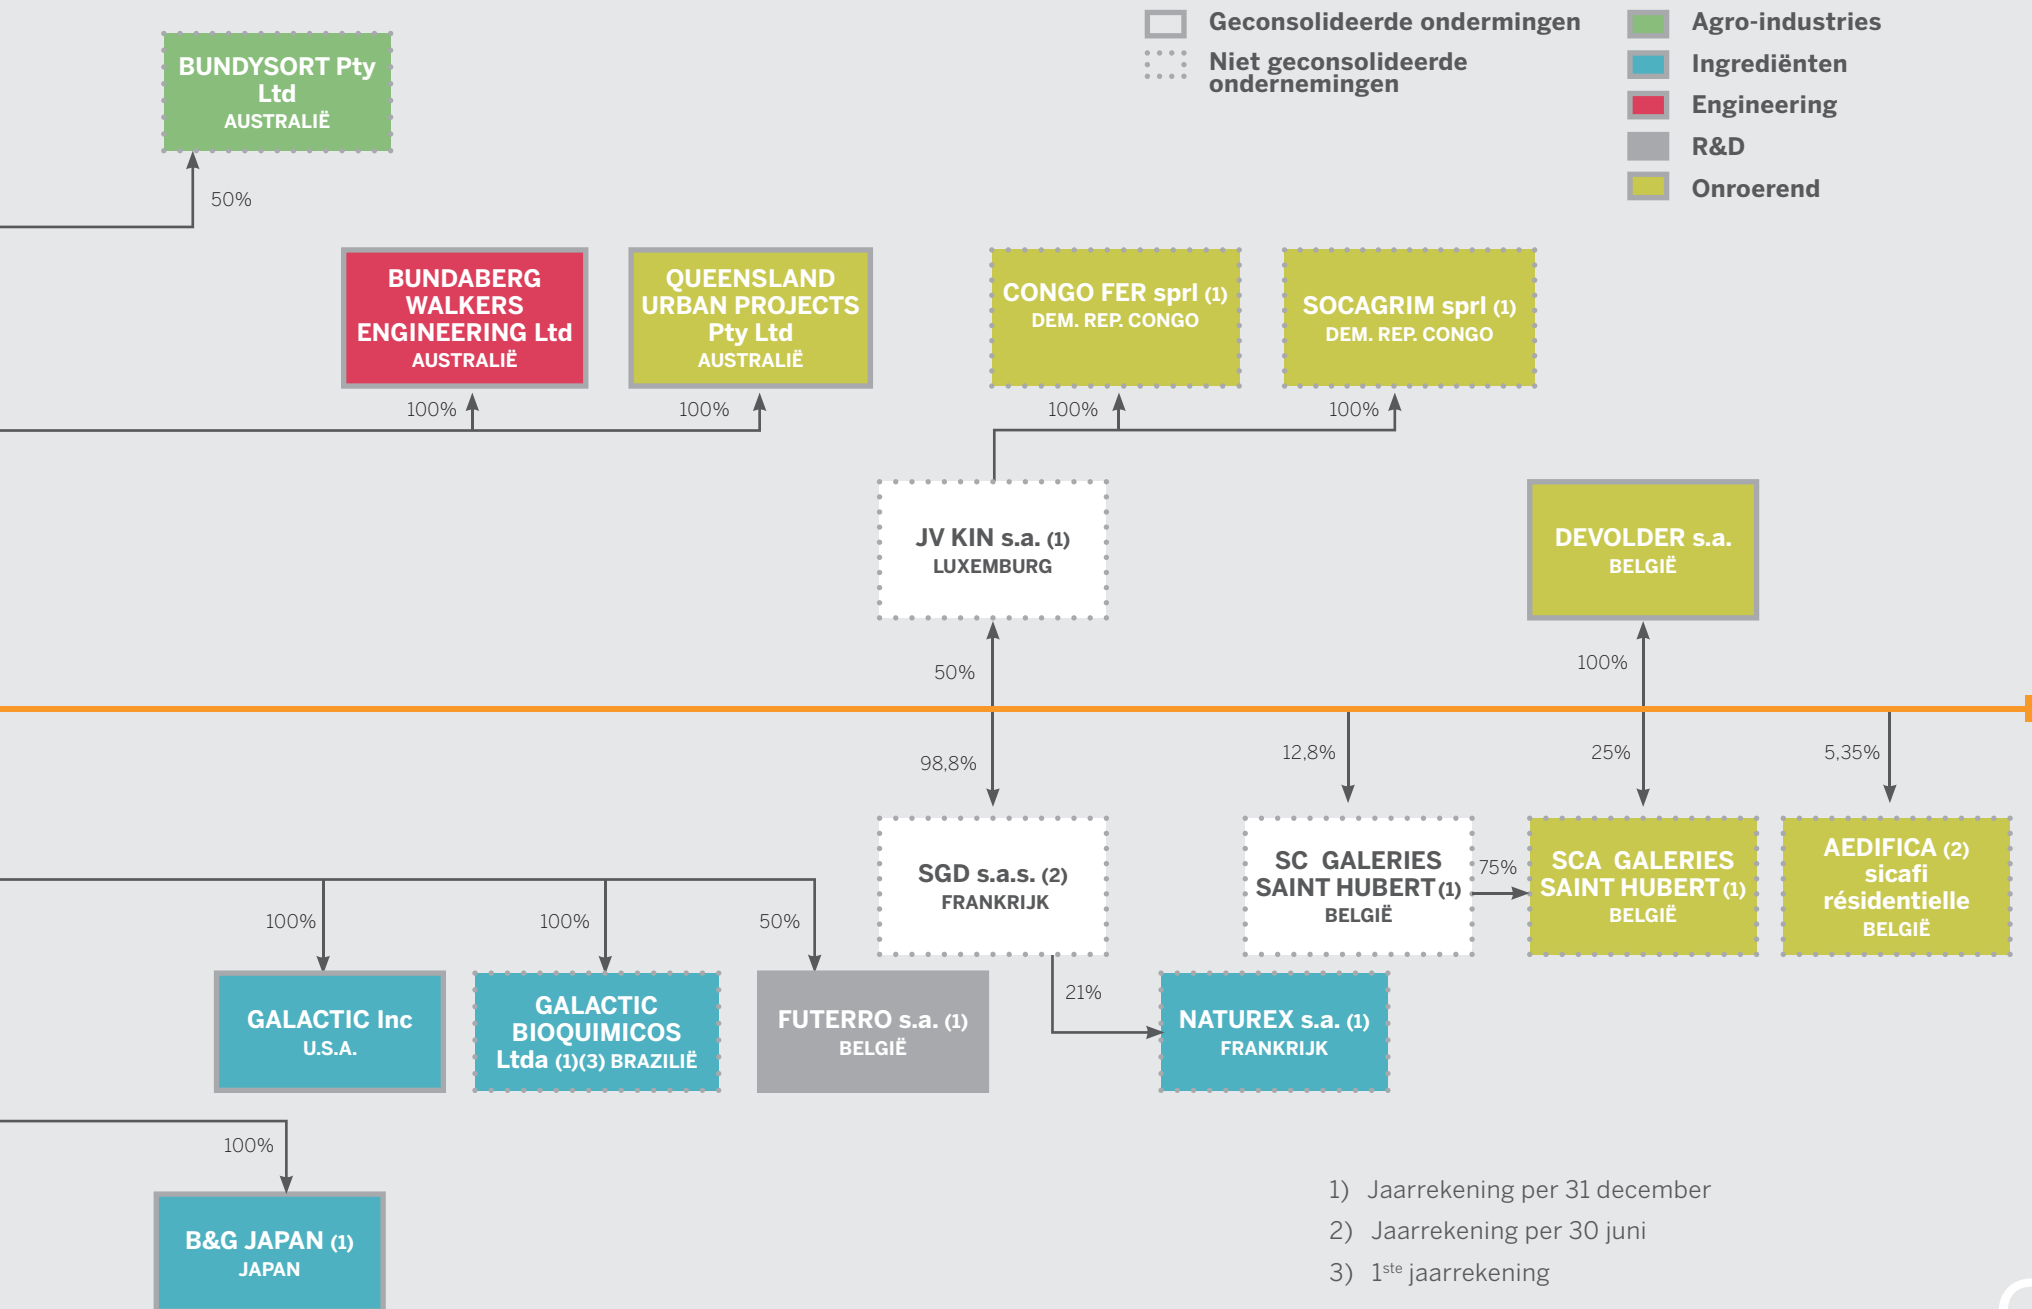 Geconsolideerde ondermingen
Niet geconsolideerde
ondernemingen
Agro-industries
Ingrediënten
Engineering
R&D
Onroerend
BUNDYSORT Pty
Ltd
AUSTRALIË
50%
BUNDABERG
WALKERS
ENGINEERING Ltd
AUSTRALIË
QUEENSLAND
URBAN PROJECTS
Pty Ltd
AUSTRALIË
CONGO FER sprl (1)
DEM. REP. CONGO
SOCAGRIM sprl (1)
DEM. REP. CONGO
100%
100%
100%
100%
JV KIN s.a. (1)
LUXEMBURG
DEVOLDER s.a.
BELGIË
50%
100%
98,8%
12,8%
25%
5,35%
SGD s.a.s. (2)
FRANKRIJK
SC GALERIES
SAINT HUBERT (1)
BELGIË
75%
SCA GALERIES
SAINT HUBERT (1)
BELGIË
AEDIFICA (2)
sicafi
résidentielle
BELGIË
100%
100%
50%
21%
GALACTIC Inc
U.S.A.
GALACTIC
BIOQUIMICOS
Ltda (1)(3) BRAZILIË
FUTERRO s.a. (1)
BELGIË
NATUREX s.a. (1)
FRANKRIJK
100%
B&G JAPAN (1)
JAPAN
1) Jaarrekening per 31 december
2) Jaarrekening per 30 juni
3) 1ste jaarrekening